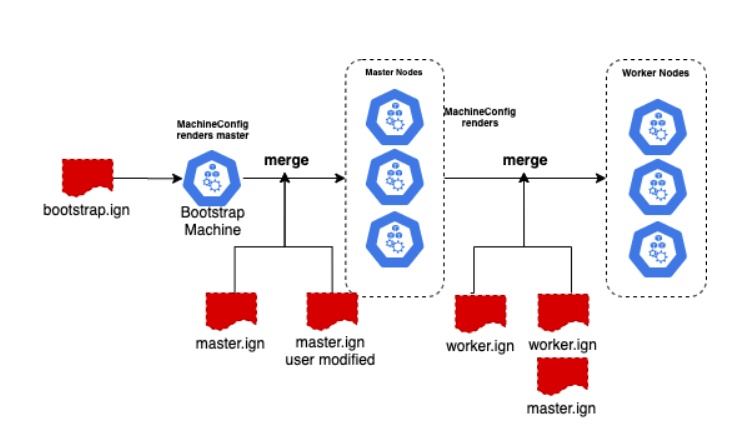 Master Nodes
Worker Nodes
MachineConfig
renders master
MachineConfig
renders
merge
merge
bootstrap.ign
Bootstrap
Machine
master.ign
master.ign
user modified
worker.ign
worker.ign
master.ign